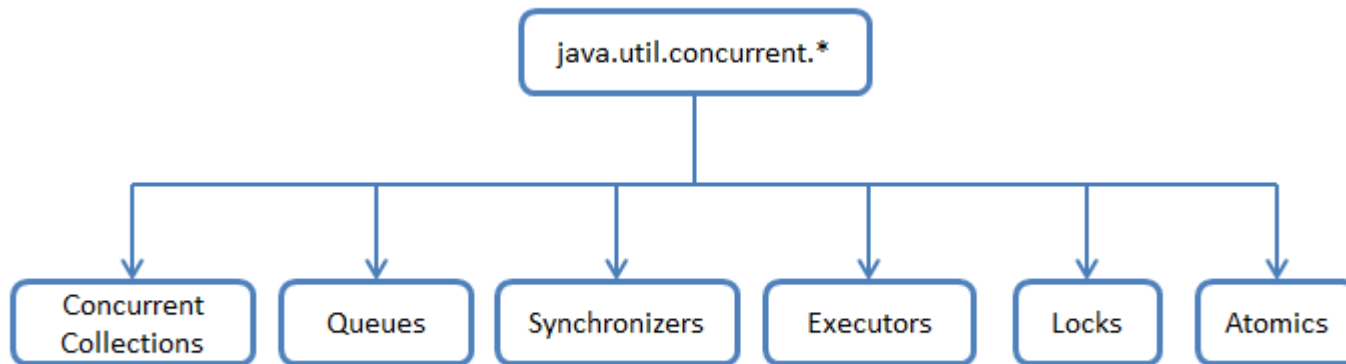 java.util.concurrent.*
Concurrent
Collections
Queues
Synchronizers
Executors
Locks
Atomics